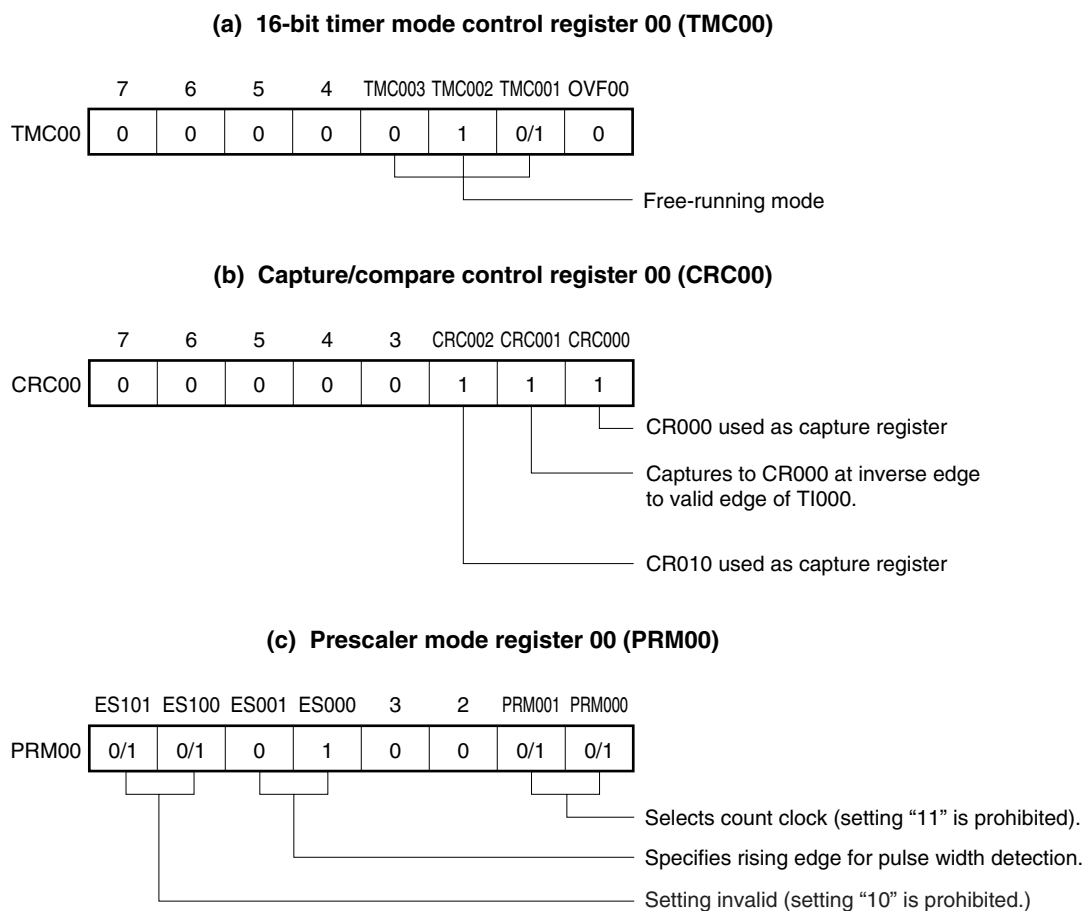 (a) 16-bit timer mode control register 00 (TMC00)
7 6 5 4 TMC003 TMC002 TMC001 OVF00
TMC00 0 0 0 0 0 1 0/1 0
Free-running mode
(b) Capture/compare control register 00 (CRC00)
7 6 5 4 3 CRC002 CRC001 CRC000
CRC00 0 0 0 0 0 1 1 1
CR000 used as capture register
Captures to CR000 at inverse edge
to valid edge of TI000.
CR010 used as capture register
(c) Prescaler mode register 00 (PRM00)
ES101 ES100 ES001 ES000 3 2 PRM001 PRM000
PRM00 0/1 0/1 0 1 0 0 0/1 0/1
Selects count clock (setting “11” is prohibited).
Specifies rising edge for pulse width detection.
Setting invalid (setting “10” is prohibited.)